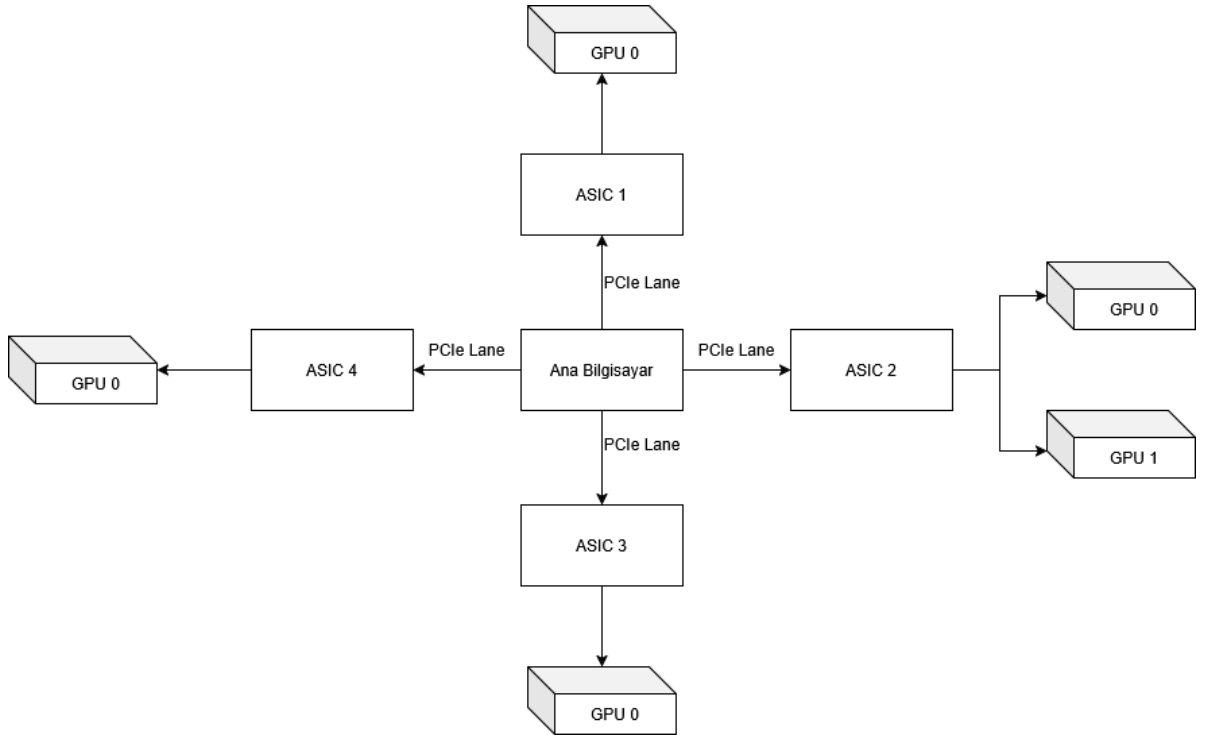 GPU 0
ASIC 1
PCIe Lane
GPU 0
GPU 0
ASIC 4
PCIe Lane
Ana Bilgisayar
PCIe Lane
ASIC 2
PCIe Lane
GPU 1
ASIC 3
GPU 0